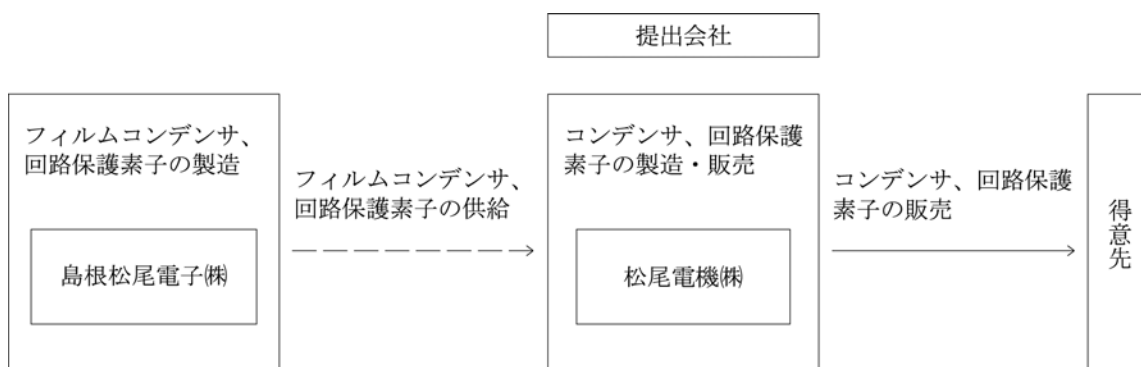 提出会社
フィルムコンデンサ、
回路保護素子の製造
島根松尾電子㈱
フィルムコンデンサ、
回路保護素子の供給
コンデンサ、回路保護
素子の製造・販売
松尾電機㈱
コンデンサ、回路保護
素子の販売
得意先